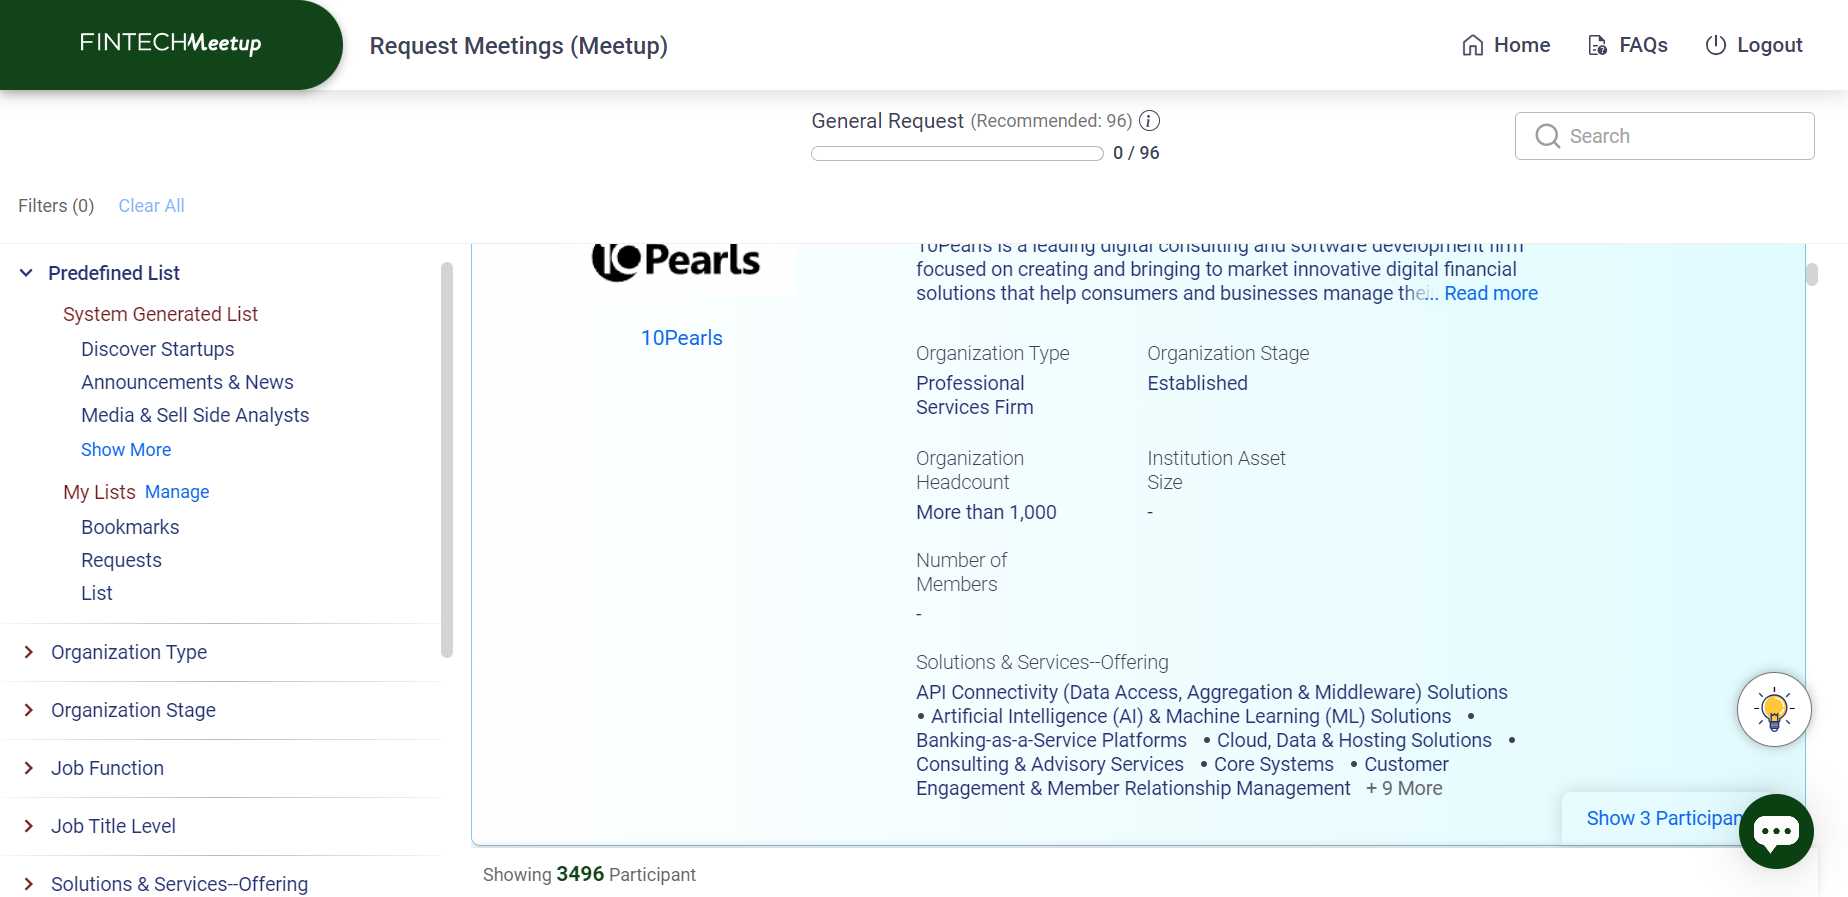 FINTECHMeetup
Request Meetings (Meetup)
Home
FAQs
Logout
General Request (Recommended: 96)
0 / 96
Search
Filters (0) Clear All
Predefined List
System Generated List
Discover Startups
Announcements & News
Media & Sell Side Analysts
Show More
My Lists Manage
Bookmarks
Requests
List
Organization Type
Organization Stage
Job Function
Job Title Level
Solutions & Services--Offering
10Pearls
10Pearls
10Pearls is a leading digital consulting and software development firm
focused on creating and bringing to market innovative digital financial
solutions that help consumers and businesses manage thei... Read more
Organization Type
Professional
Services Firm
Organization Stage
Established
Organization
Headcount
More than 1,000
Institution Asset
Size
-
Number of
Members
-
Solutions & Services--Offering
API Connectivity (Data Access, Aggregation & Middleware) Solutions
• Artificial Intelligence (AI) & Machine Learning (ML) Solutions •
Banking-as-a-Service Platforms • Cloud, Data & Hosting Solutions •
Consulting & Advisory Services • Core Systems • Customer
Engagement & Member Relationship Management + 9 More
Show 3 Participan
Showing 3496 Participant